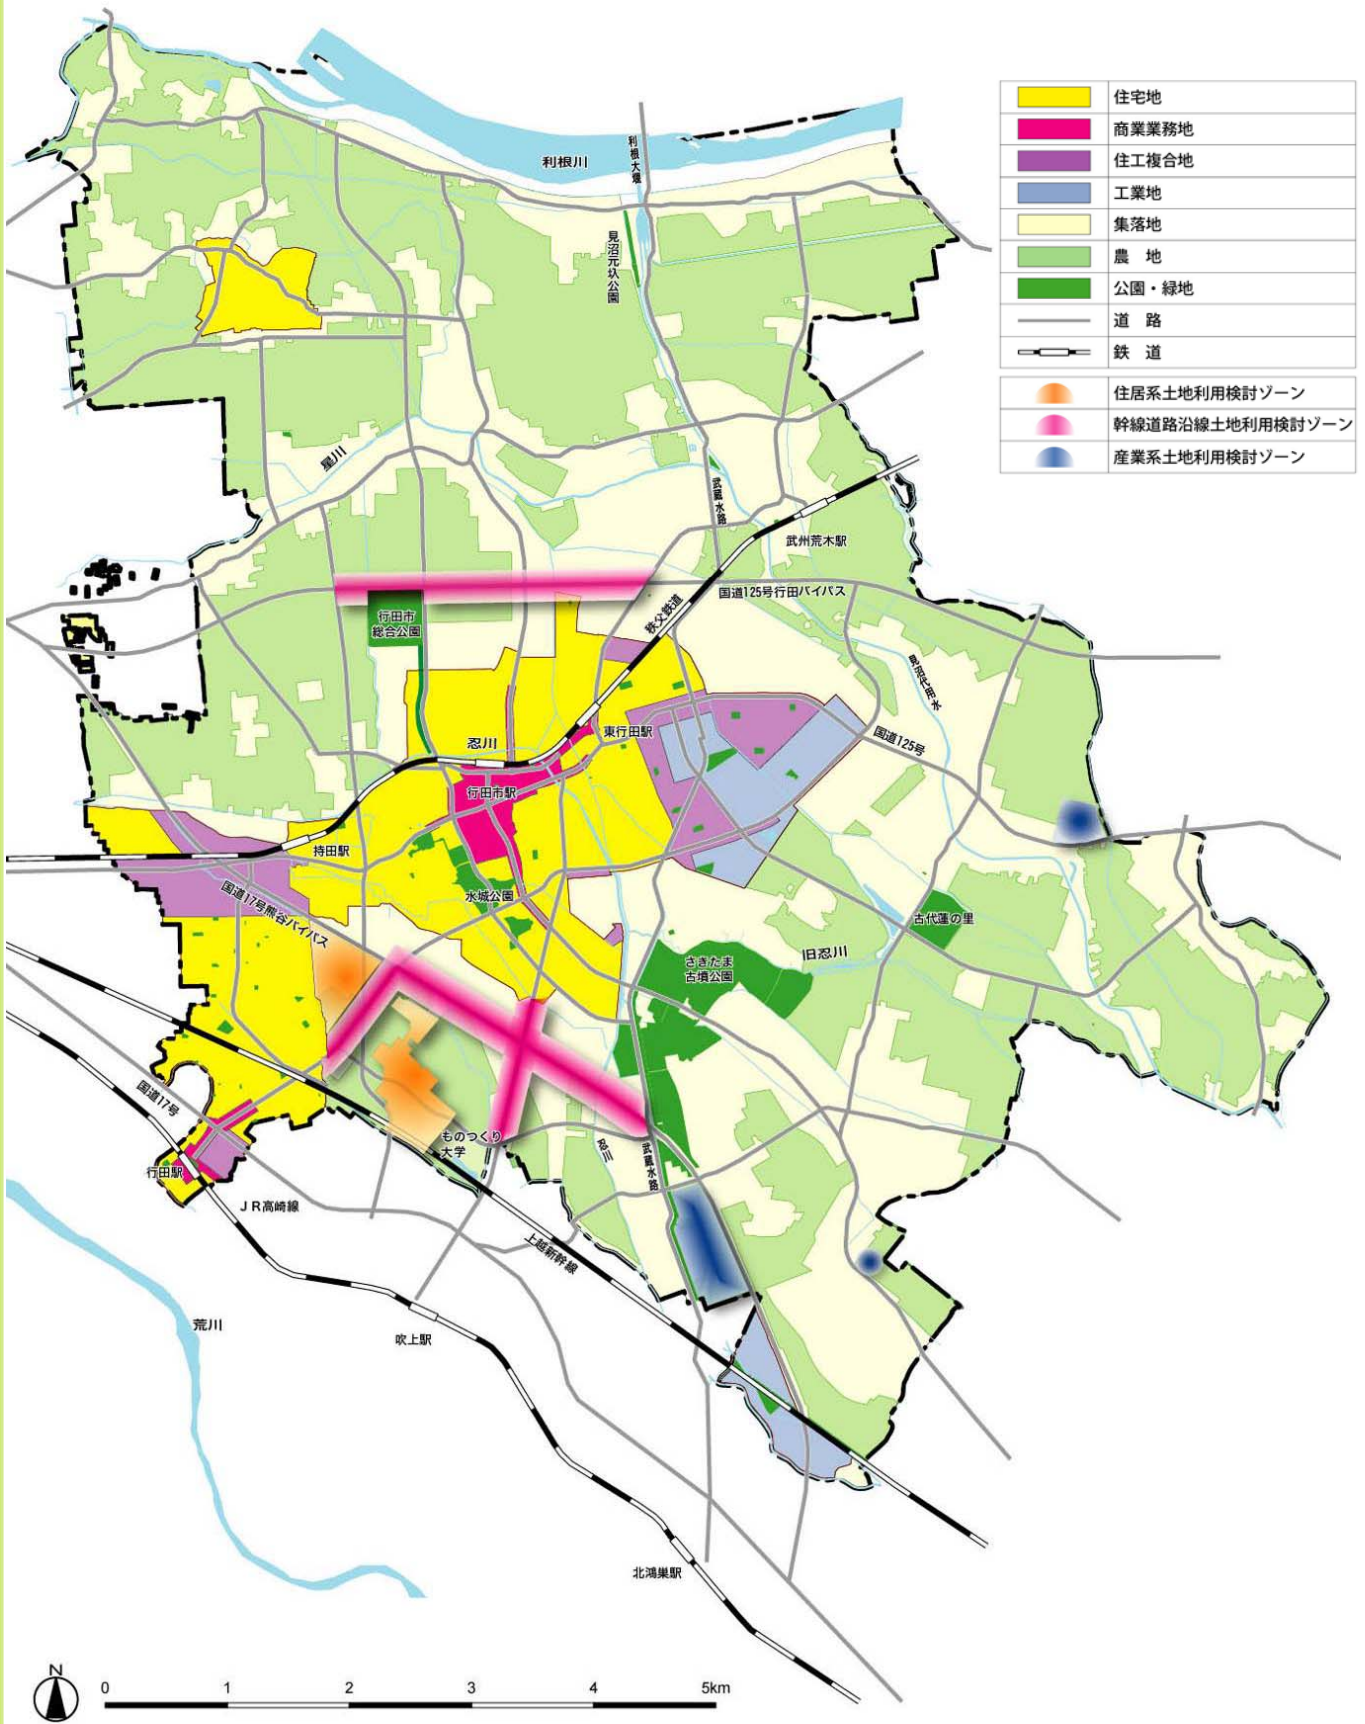 住宅地
商業業務地
住工複合地
工業地
集落地
農 地
公園・緑地
道 路
鉄 道
住居系土地利用検討ゾーン
幹線道路沿線土地利用検討ゾーン
産業系土地利用検討ゾーン
利根川
利根大堰
見沼元圦公園
星川
武蔵水路
武州荒木駅
国道125号行田バイパス
秩父鉄道
行田市
総合公園
見沼代用水
国道125号
東行田駅
忍川
行田市駅
持田駅
国道17号熊谷バイパス
水城公園
古代蓮の里
さきたま
古墳公園
旧忍川
国道17号
行田駅
ものつくり
大学
忍川
武蔵水路
JR高崎線
上越新幹線
荒川
吹上駅
北鴻巣駅
N
0
1
2
3
4
5km